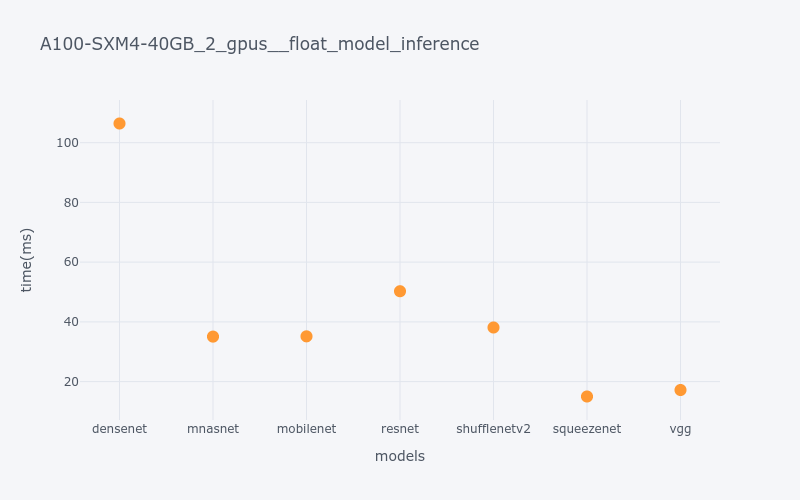 A100-SXM4-40GB_2_gpus__float_model_inference
time(ms)
100
80
60
40
20
densenet mnasnet mobilenet resnet shufflenetv2 squeezenet vgg
models